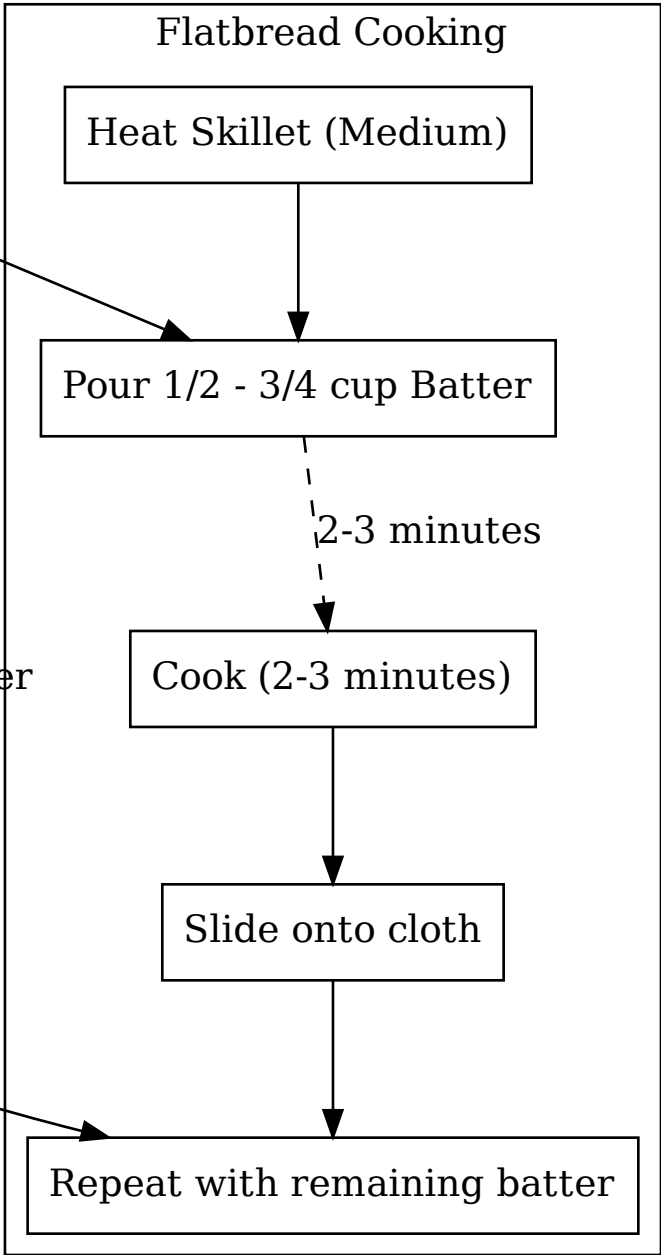 Flatbread Cooking
Heat Skillet (Medium)
Pour 1/2 - 3/4 cup Batter
2-3 minutes
Cook (2-3 minutes)
Slide onto cloth
Repeat with remaining batter